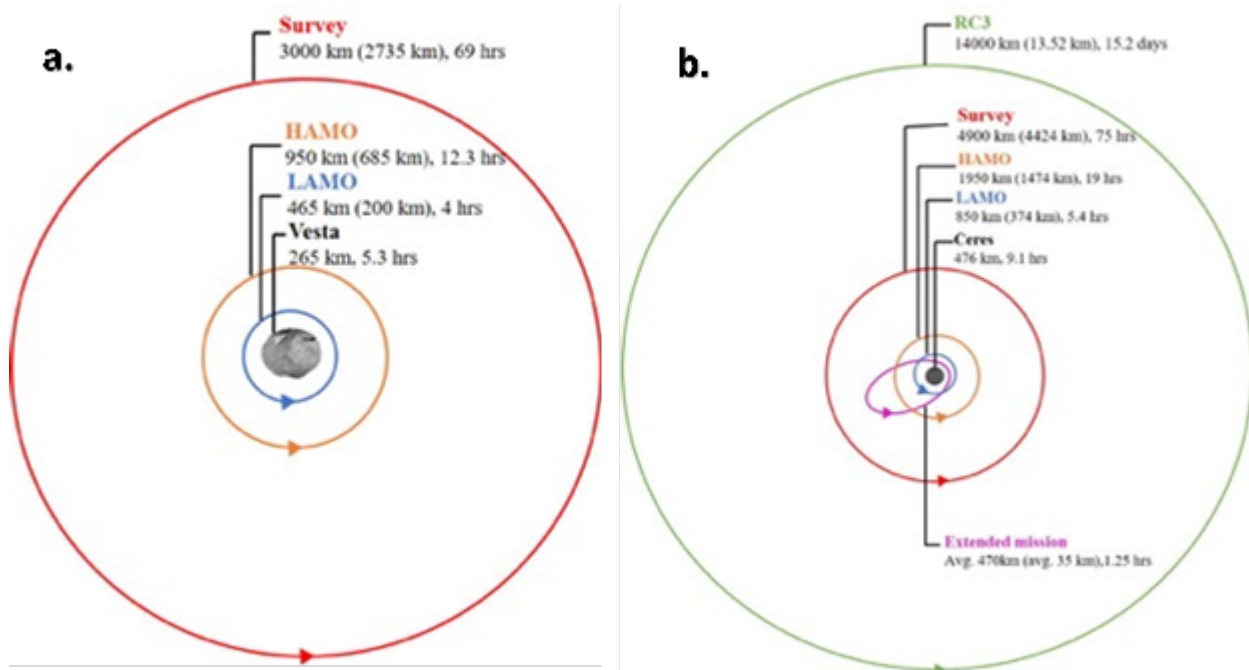 a.
Survey
3000 km (2735 km), 69 hrs
HAMO
950 km (685 km), 12.3 hrs
LAMO
465 km (200 km), 4 hrs
Vesta
265 km, 5.3 hrs
b.
RC3
14000 km (13.52 km), 15.2 days
Survey
4900 km (4424 km), 75 hrs
HAMO
1950 km (1474 km), 19 hrs
LAMO
850 km (374 km), 5.4 hrs
Ceres
476 km, 9.1 hrs
Extended mission
Avg. 470km (avg. 35 km),1.25 hrs